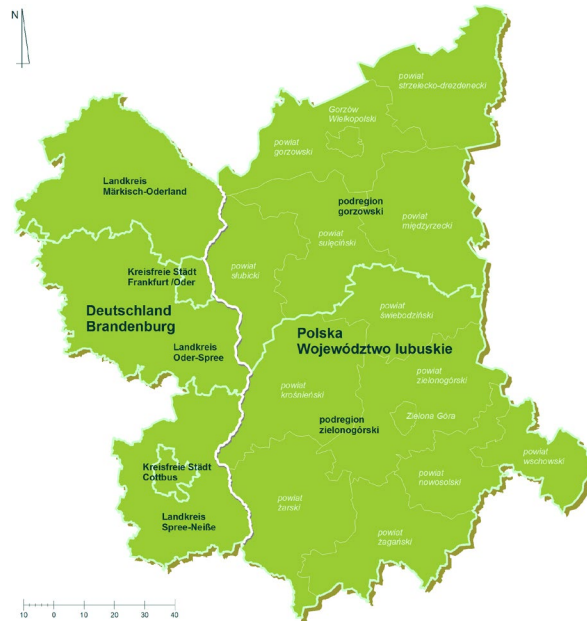 N
powiat
strzelecko-drezdenecki
Gorzów
Wielkopolski
powiat
gorzowski
Landkreis
Märkisch-Oderland
podregion
gorzowski
powiat
międzyrzecki
powiat
sulęciński
Kreisfreie Städt
Frankfurt /Oder
powiat
słubicki
Deutschland
Brandenburg
powiat
świebodziński
Polska
Województwo lubuskie
Landkreis
Oder-Spree
powiat
zielonogórski
powiat
krośnieński
Zielona Góra
podregion
zielonogórski
powiat
wschowski
Kreisfreie Städt
Cottbus
powiat
nowosolski
powiat
żarski
Landkreis
Spree-Neiße
powiat
żagański
10 0 10 20 30 40